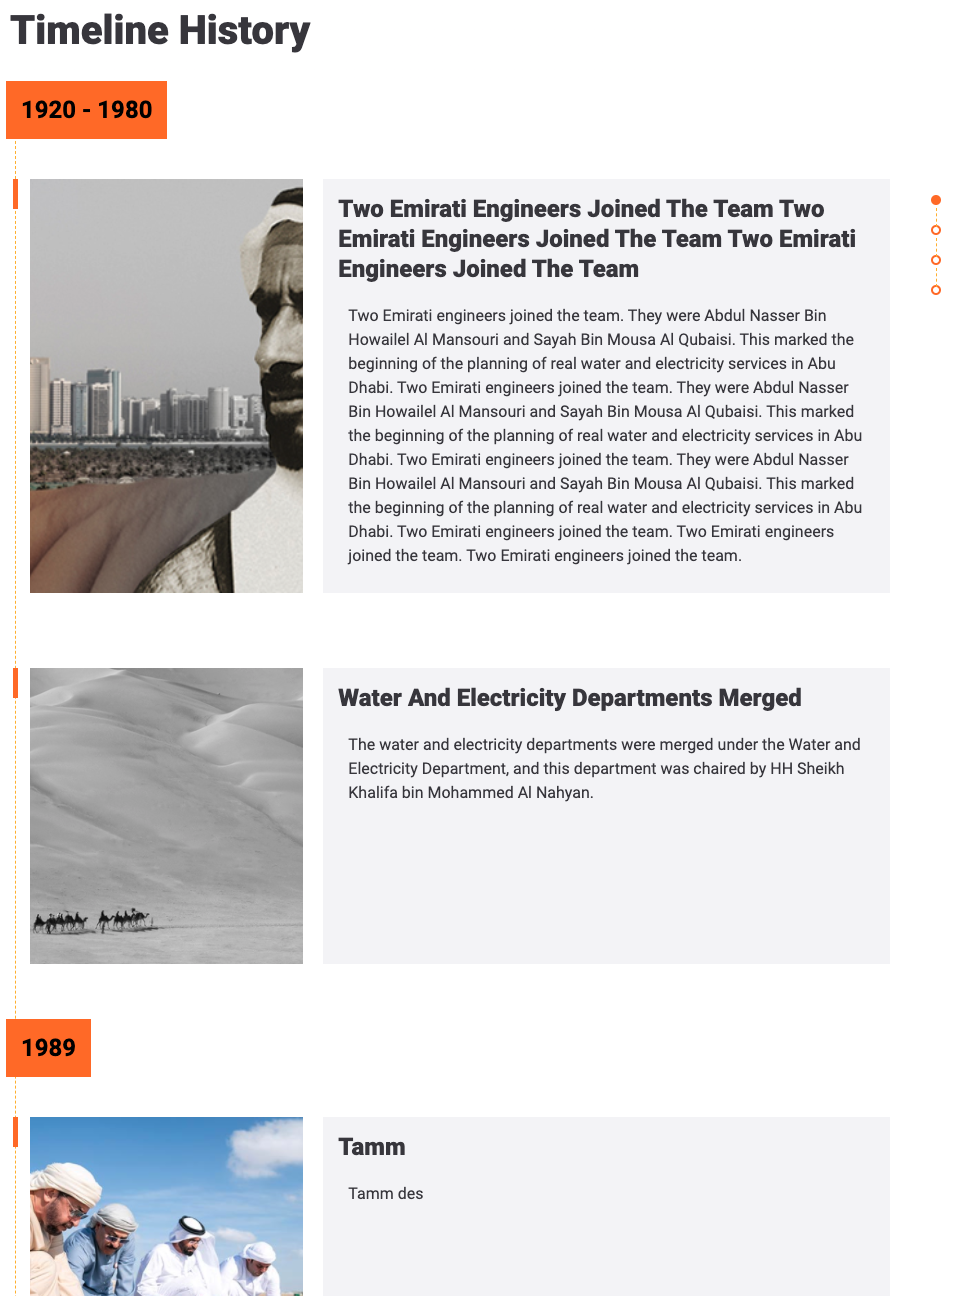 Timeline History
1920 - 1980
Two Emirati Engineers Joined The Team Two
Emirati Engineers Joined The Team Two Emirati
Engineers Joined The Team
Two Emirati engineers joined the team. They were Abdul Nasser Bin
Howailel Al Mansouri and Sayah Bin Mousa Al Qubaisi. This marked the
beginning of the planning of real water and electricity services in Abu
Dhabi. Two Emirati engineers joined the team. They were Abdul Nasser
Bin Howailel Al Mansouri and Sayah Bin Mousa Al Qubaisi. This marked
the beginning of the planning of real water and electricity services in Abu
Dhabi. Two Emirati engineers joined the team. They were Abdul Nasser
Bin Howailel Al Mansouri and Sayah Bin Mousa Al Qubaisi. This marked
the beginning of the planning of real water and electricity services in Abu
Dhabi. Two Emirati engineers joined the team. Two Emirati engineers
joined the team. Two Emirati engineers joined the team.
Water And Electricity Departments Merged
The water and electricity departments were merged under the Water and
Electricity Department, and this department was chaired by HH Sheikh
Khalifa bin Mohammed Al Nahyan.
1989
Tamm
Tamm des